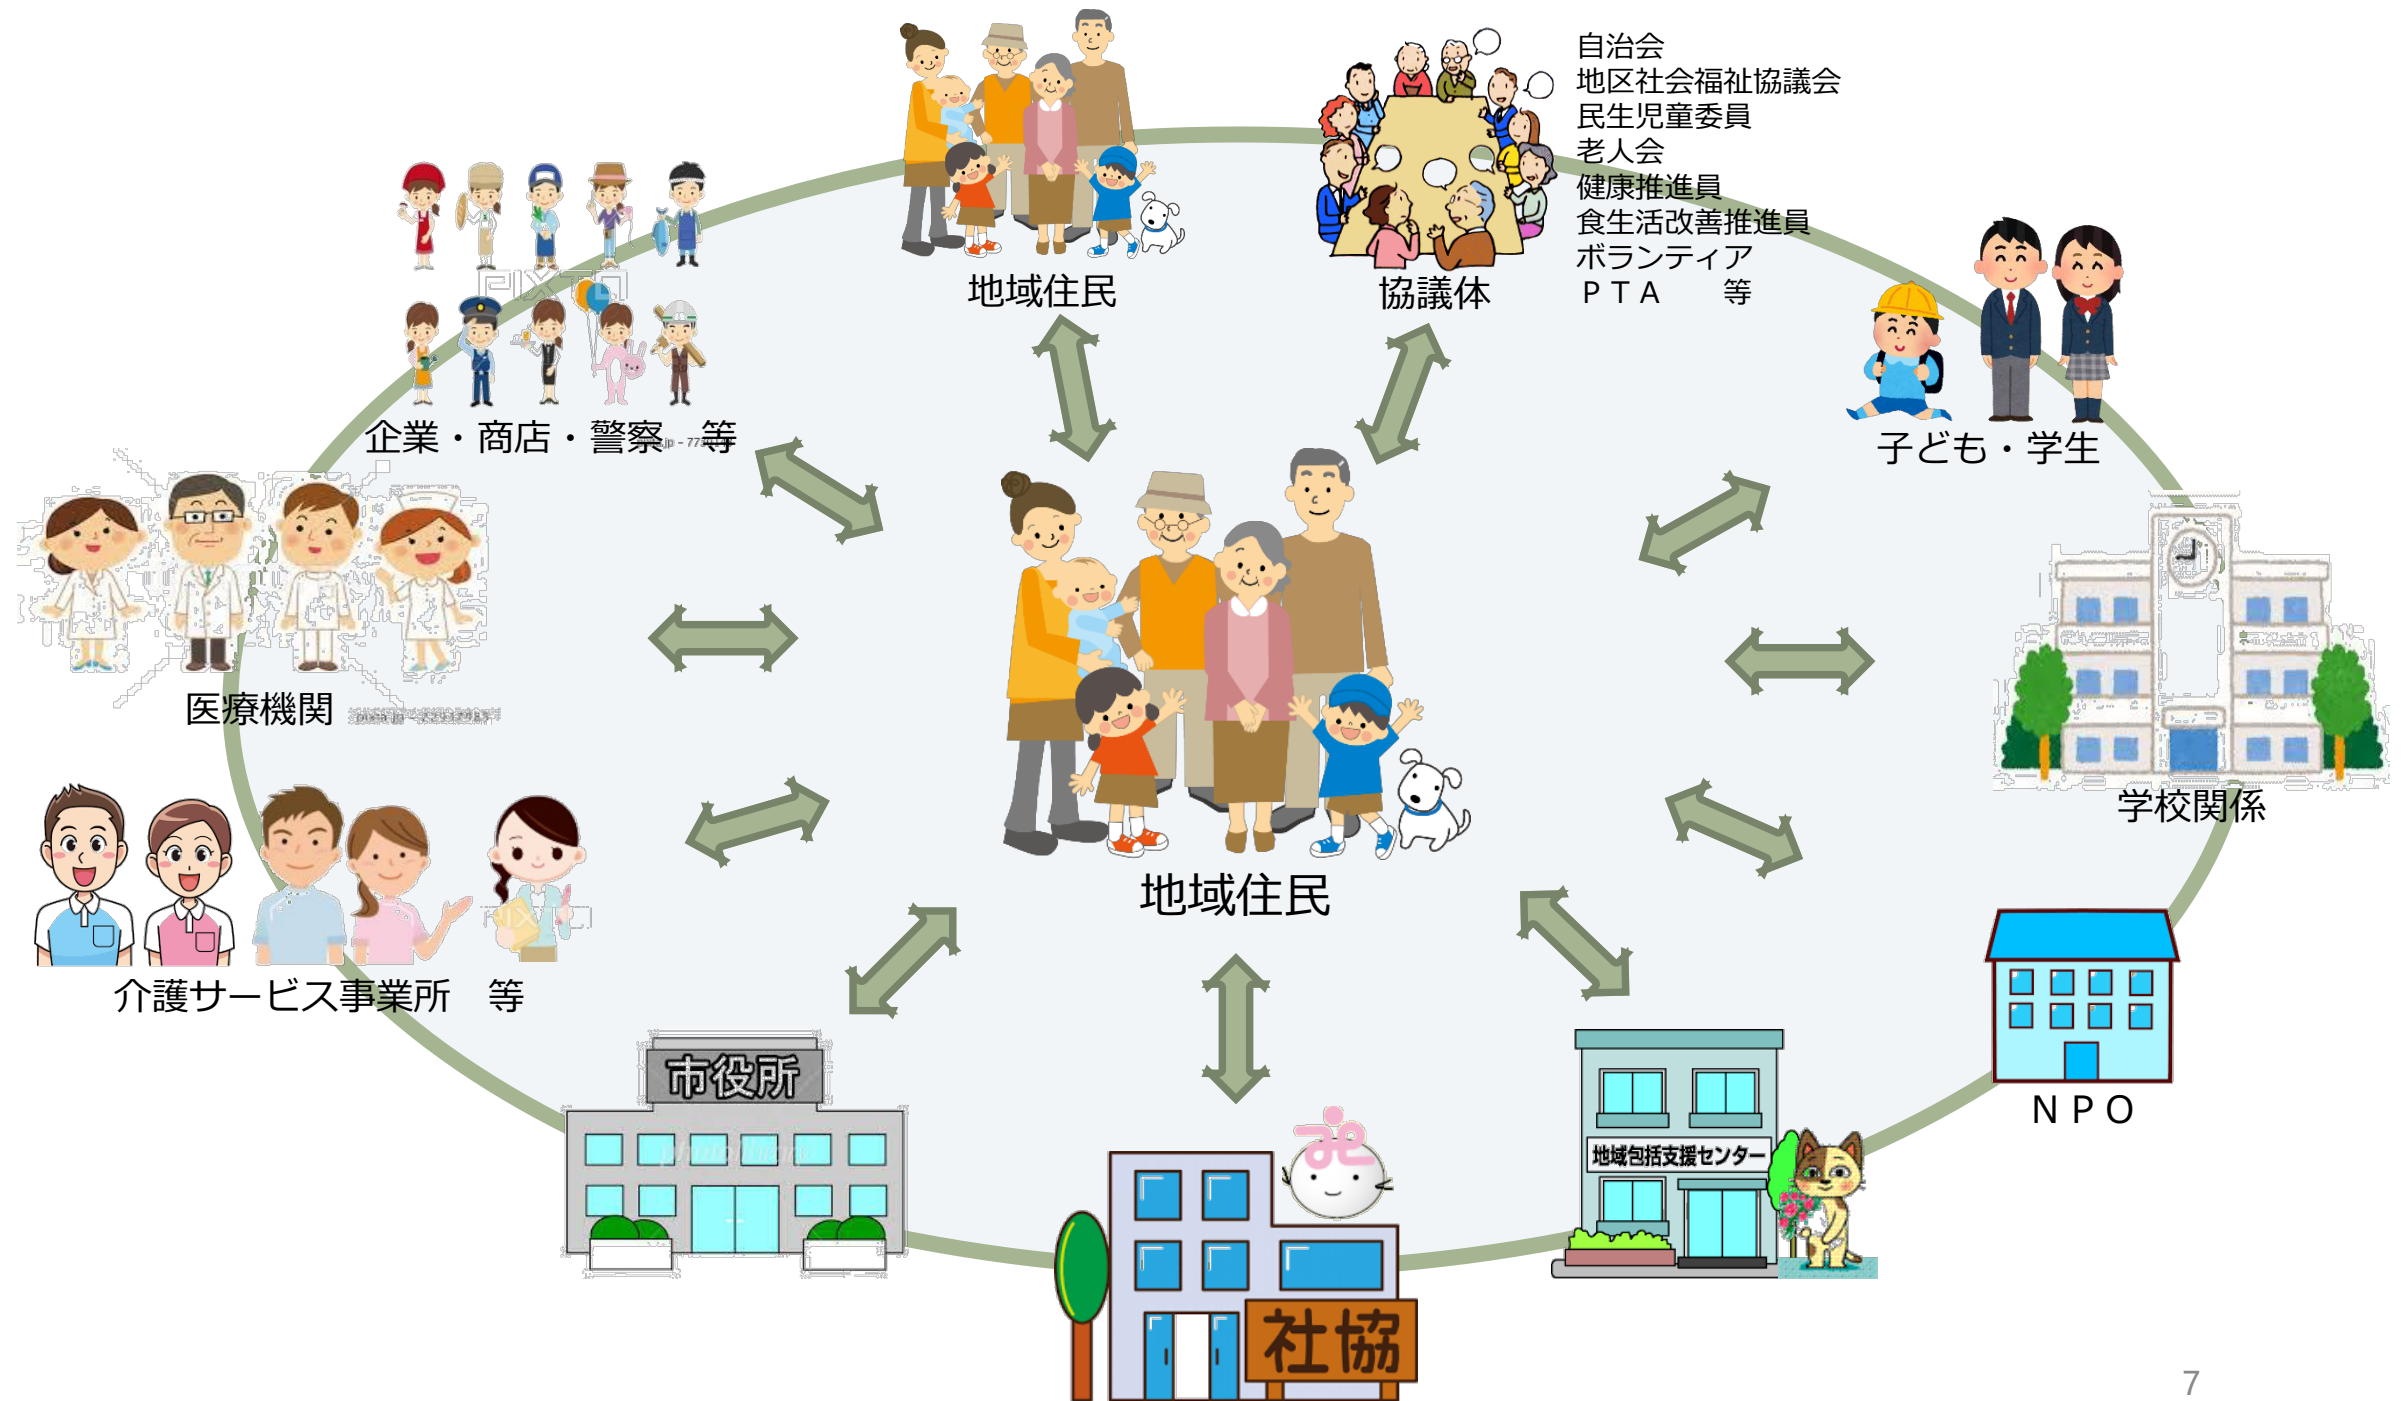 地域住民
協議体
自治会
地区社会福祉協議会
民生児童委員
老人会
健康推進員
食生活改善推進員
ボランティア
ＰＴＡ　　等
企業・商店・警察　等
子ども・学生
医療機関
学校関係
地域住民
介護サービス事業所　等
市役所
ＮＰＯ
地域包括支援センター
社協
7